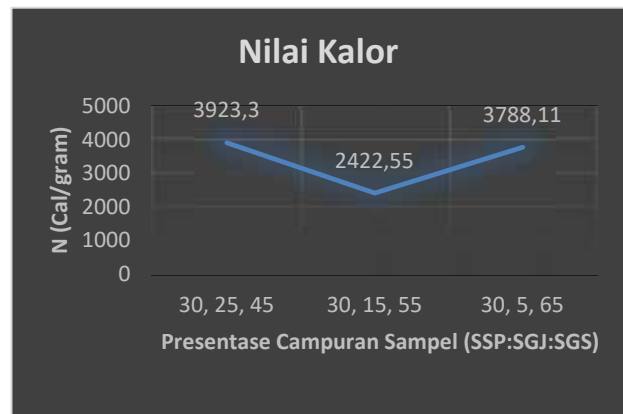 Nilai Kalor
N (Cal/gram)
5000
4000
3000
2000
1000
0
3923,3
2422,55
3788,11
30, 25, 45
30, 15, 55
30, 5, 65
Presentase Campuran Sampel (SSP:SGJ:SGS)